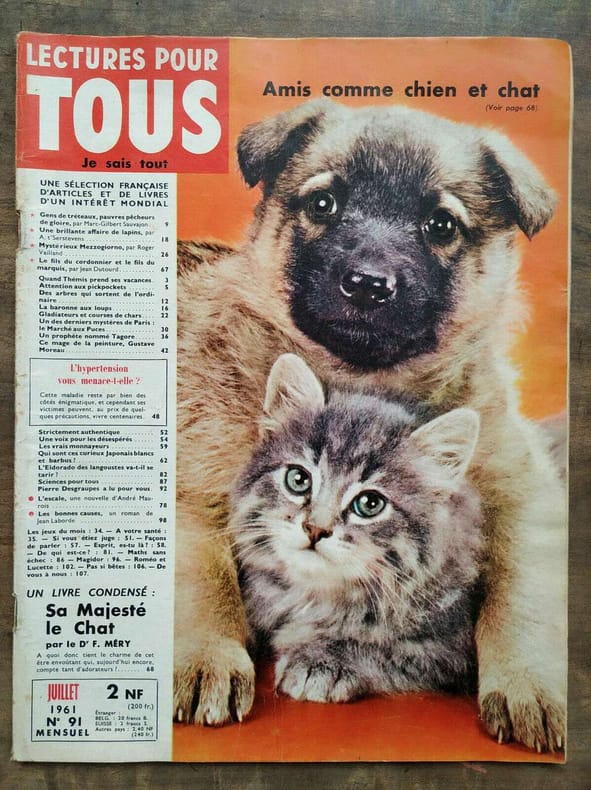 LECTURES POUR
TOUS
Je sais tout
Amis comme chien et chat
(Voir page 68)
UNE SÉLECTION FRANÇAISE
D'ARTICLES ET DE LIVRES
D'UN INTÉRÊT MONDIAL
Gens de tréteaux, pauvres pêcheurs
de gloire, par Marc-Gilbert Sauvajon. 9
Une brillante affaire de lapins, par
A. t'Serstevens 18
Mystérieux Mezzogiorno, par Roger
Vailland 26
Le fils du cordonnier et le fils du
marquis, par Jean Dutourd 67
Quand Thémis prend ses vacances. 3
Attention aux pickpockets 5
Des arbres qui sortent de l'ordi-
naire 12
La baronne aux loups 16
Gladiateurs et courses de chars 22
Un des derniers mystères de Paris :
le Marché aux Puces 30
Un prophète nommé Tagore 36
Ce mage de la peinture, Gustave
Moreau 42
L'hypertension
vous menace-t-elle ?
Cette maladie reste par bien des
côtés énigmatique, et cependant ses
victimes peuvent, au prix de quel-
ques précautions, vivre centenaires. 48
Strictement authentique 52
Une voix pour les désespérés 54
Les vrais monnayeurs 59
Qui sont ces curieux Japonais blancs
et barbus ? 62
L'Eldorado des langoustes va-t-il se
tarir ? 82
Sciences pour tous 87
Pierre Desgraupes a lu pour vous. 92
L'escale, une nouvelle d'André Mau-
rois 78
Les bonnes causes, un roman de
Jean Laborde 98
Les jeux du mois : 34. — A votre santé :
35. — Si vous étiez juge : 51. — Façons
de parler : 57. — Esprit, es-tu là ? : 58.
— De qui est-ce ? : 81. — Maths sans
échec : 86 — Magidor : 96. — Roméo et
Lucette : 102. — Pas si bêtes : 104. — De
vous à nous : 107.
UN LIVRE CONDENSÉ :
Sa Majesté
le Chat
par le Dr F. MÉRY
A quoi donc tient le charme de cet
être envoûtant qui, aujourd'hui encore,
compte tant d'adorateurs ? 68
JUILLET
1961
N° 91
MENSUEL
2 NF
(200 fr.)
Étranger :
BELG. : 28 francs B.
SUISSE : 2 francs S.
Autres pays : 2,40 NF
(240 fr.)